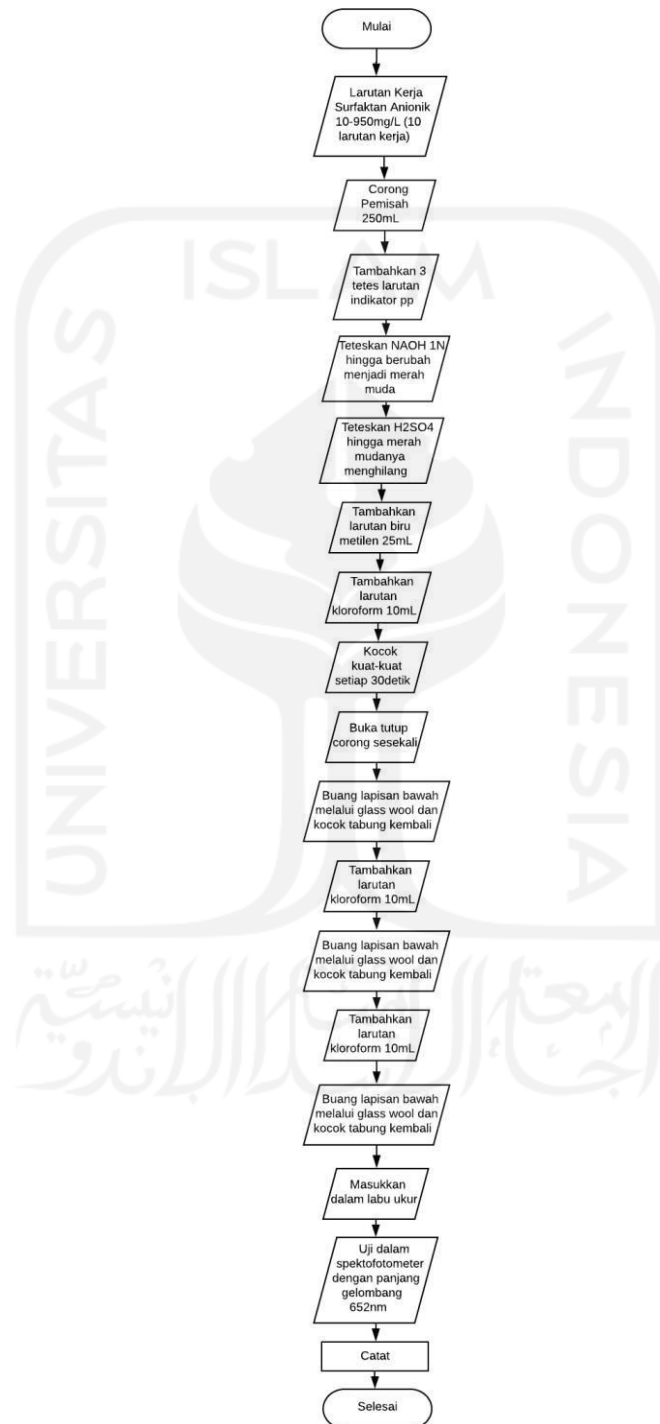 Mulai
Larutan Kerja
Surfaktan Anionik
10-950mg/L (10
larutan kerja)
Corong
Pemisah
250mL
ISLAM
Tambahkan 3
tetes larutan
indikator pp
UNIVERSITAS
INDONESIA
Teteskan NAOH 1N
hingga berubah
menjadi merah
muda
Teteskan H2SO4
hingga merah
mudanya
menghilang
Tambahkan
larutan biru
metilen 25mL
Tambahkan
larutan
kloroform 10mL
Kocok
kuat-kuat
setiap 30detik
Buka tutup
corong sesekali
Buang lapisan bawah
melalui glass wool dan
kocok tabung kembali
Tambahkan
larutan
kloroform 10mL
Buang lapisan bawah
melalui glass wool dan
kocok tabung kembali
Tambahkan
larutan
kloroform 10mL
Buang lapisan bawah
melalui glass wool dan
kocok tabung kembali
Masukkan
dalam labu ukur
Uji dalam
spektofotometer
dengan panjang
gelombang
652nm
Catat
Selesai